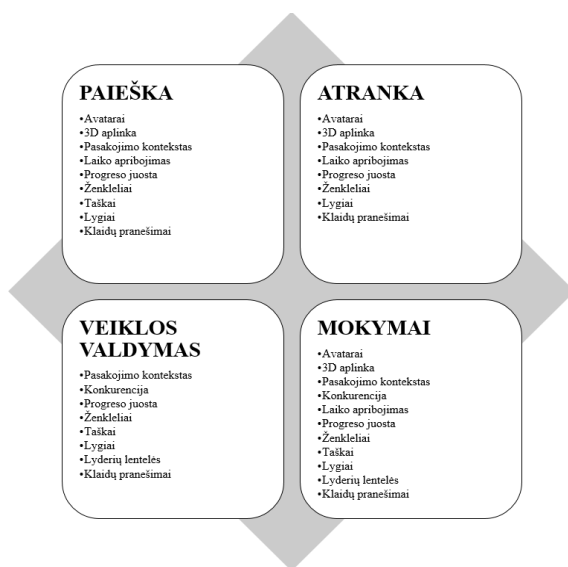 PAIEŠKA
•Avatarai
•3D aplinka
•Pasakojimo kontekstas
•Laiko apribojimas
•Progreso juosta
•Ženkleliai
•Taškai
•Lygiai
•Klaidų pranešimai
ATRANKA
•Avatarai
•3D aplinka
•Pasakojimo kontekstas
•Laiko apribojimas
•Progreso juosta
•Ženkleliai
•Lygiai
•Klaidų pranešimai
VEIKLOS
VALDYMAS
•Pasakojimo kontekstas
•Konkurencija
•Progreso juosta
•Ženkleliai
•Taškai
•Lygiai
•Lyderių lentelės
•Klaidų pranešimai
MOKYMAI
•Avatarai
•3D aplinka
•Pasakojimo kontekstas
•Konkurencija
•Laiko apribojimas
•Progreso juosta
•Ženkleliai
•Taškai
•Lygiai
•Lyderių lentelės
•Klaidų pranešimai